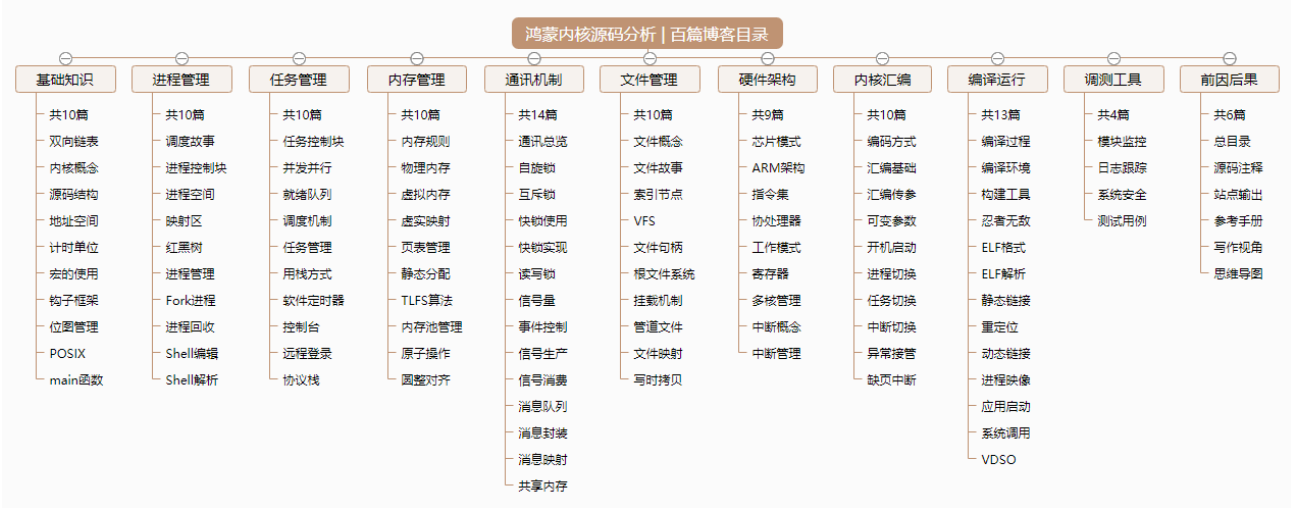 鸿蒙内核源码分析 | 百篇博客目录
基础知识
共10篇
双向链表
内核概念
源码结构
地址空间
计时单位
宏的使用
钩子框架
位图管理
POSIX
main函数
进程管理
共10篇
调度故事
进程控制块
进程空间
映射区
红黑树
进程管理
Fork进程
进程回收
Shell编辑
Shell解析
任务管理
共10篇
任务控制块
并发并行
就绪队列
调度机制
任务管理
用栈方式
软件定时器
控制台
远程登录
协议栈
内存管理
共10篇
内存规则
物理内存
虚拟内存
虚实映射
页表管理
静态分配
TLFS算法
内存池管理
原子操作
圆整对齐
通讯机制
共14篇
通讯总览
自旋锁
互斥锁
快锁使用
快锁实现
读写锁
信号量
事件控制
信号生产
信号消费
消息队列
消息封装
消息映射
共享内存
文件管理
共10篇
文件概念
文件故事
索引节点
VFS
文件句柄
根文件系统
挂载机制
管道文件
文件映射
写时拷贝
硬件架构
共9篇
芯片模式
ARM架构
指令集
协处理器
工作模式
寄存器
多核管理
中断概念
中断管理
内核汇编
共10篇
编码方式
汇编基础
汇编传参
可变参数
开机启动
进程切换
任务切换
中断切换
异常接管
缺页中断
编译运行
共13篇
编译过程
编译环境
构建工具
忍者无敌
ELF格式
ELF解析
静态链接
重定位
动态链接
进程映像
应用启动
系统调用
VDSO
调测工具
共4篇
模块监控
日志跟踪
系统安全
测试用例
前因后果
共6篇
总目录
源码注释
站点输出
参考手册
写作视角
思维导图